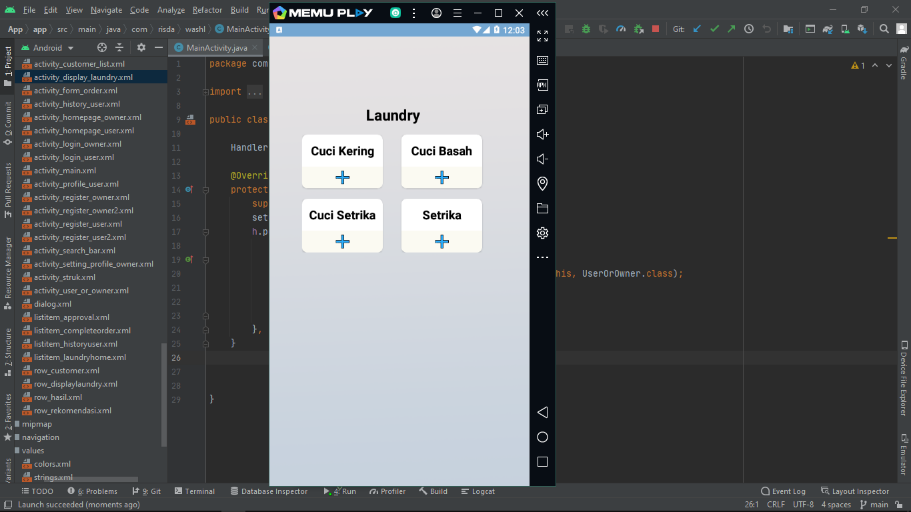 File Edit View Navigate Code Analyze Refactor Build R
App app src main java com risda washl MainActivity
Git:
Android
MainActivity.java
1: Project
Commit
Pull Requests
Resource Manager
Z: Structure
2: Favorites
Variants
activity_customer_list.xml
activity_display_laundry.xml
activity_form_order.xml
activity_history_user.xml
activity_homepage_owner.xml
activity_homepage_user.xml
activity_login_owner.xml
activity_login_user.xml
activity_main.xml
activity_profile_user.xml
activity_register_owner.xml
activity_register_owner2.xml
activity_register_user.xml
activity_register_user2.xml
activity_search_bar.xml
activity_setting_profile_owner.xml
activity_struk.xml
activity_user_or_owner.xml
dialog.xml
listitem_approval.xml
listitem_completeorder.xml
listitem_historyuser.xml
listitem_laundryhome.xml
row_customer.xml
row_displaylaundry.xml
row_hasil.xml
row_rekomendasi.xml
mipmap
navigation
values
colors.xml
strings.xml
1 package com
3 import ...
8
9 public class
10
11 Handler
12
13 @Overri
14 protect
15 sup
16 set
17 h.p
18
19
20 his, UserOrOwner.class);
21
22
23
24 },
25 }
26
27
28
29 }
MEMU PLAY
12:03
Laundry
Cuci Kering
Cuci Basah
Cuci Setrika
Setrika
1
Gradle
Device File Explorer
Emulator
TODO 6: Problems 9: Git Terminal Database Inspector 4: Run Profiler Build Logcat Event Log Layout Inspector
Launch succeeded (moments ago) 26:1 CRLF UTF-8 4 spaces main